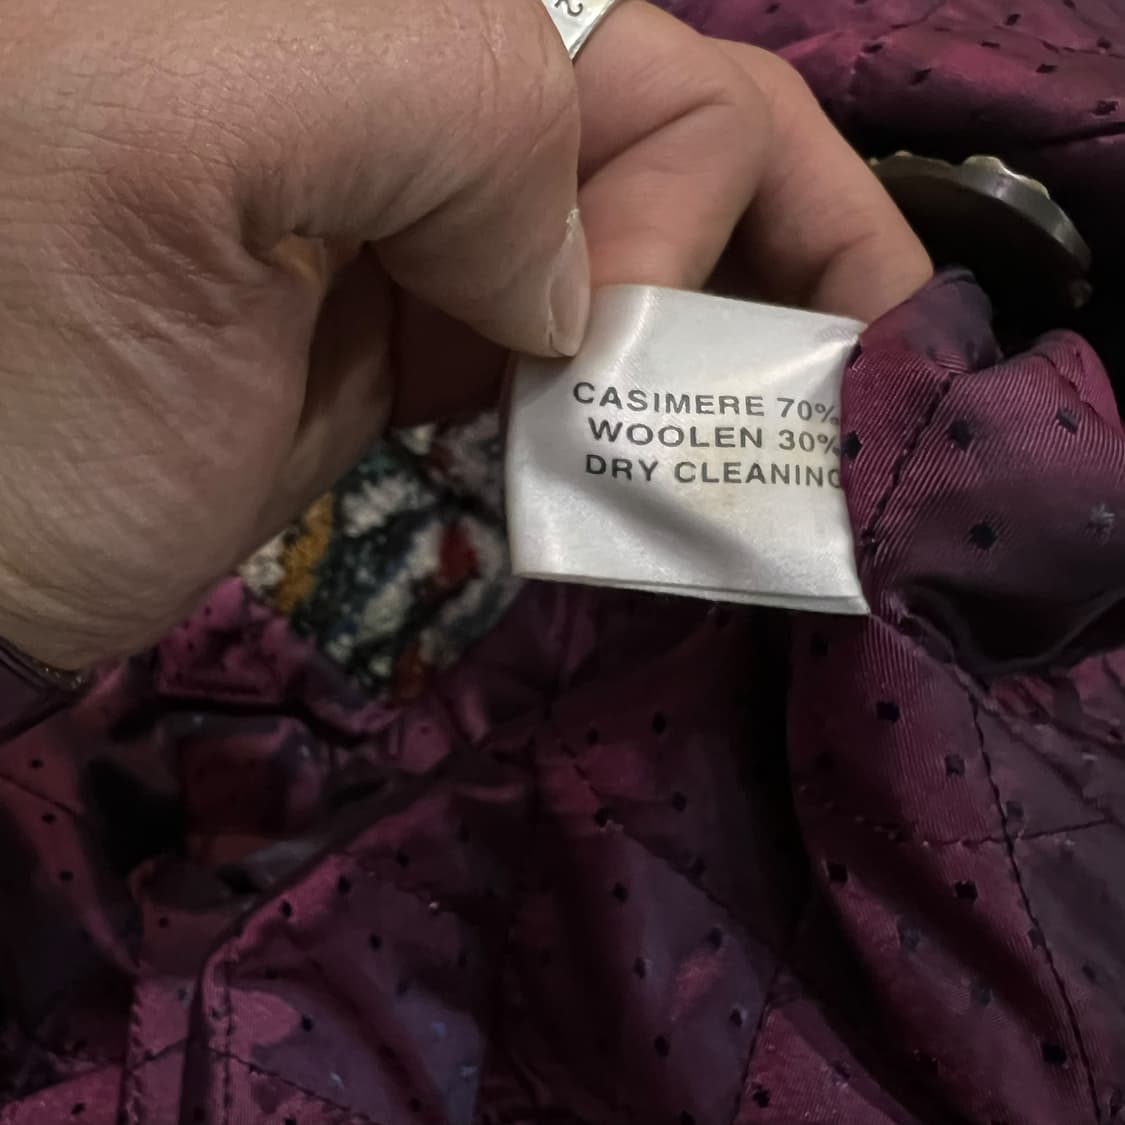 CASIMERE 70%
WOOLEN 30%
DRY CLEANING